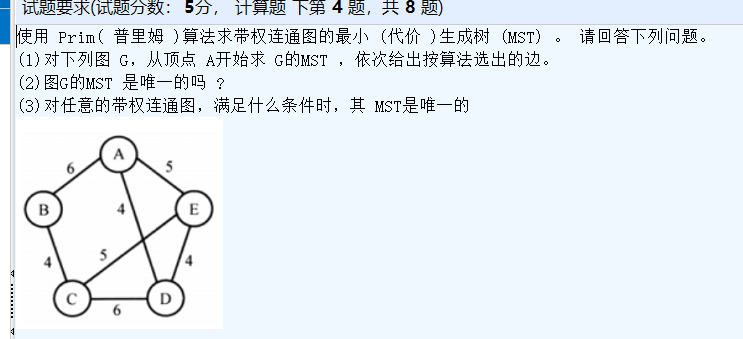 试题要求(试题分数: 5分, 计算题 下第 4 题, 共 8 题)
使用 Prim( 普里姆 )算法求带权连通图的最小 (代价 )生成树 (MST) 。 请回答下列问题。
(1)对下列图 G，从顶点 A开始求 G的MST ，依次给出按算法选出的边。
(2)图G的MST 是唯一的吗 ?
(3)对任意的带权连通图，满足什么条件时，其 MST是唯一的
A
6
5
B
4
E
4
5
4
C
D
6